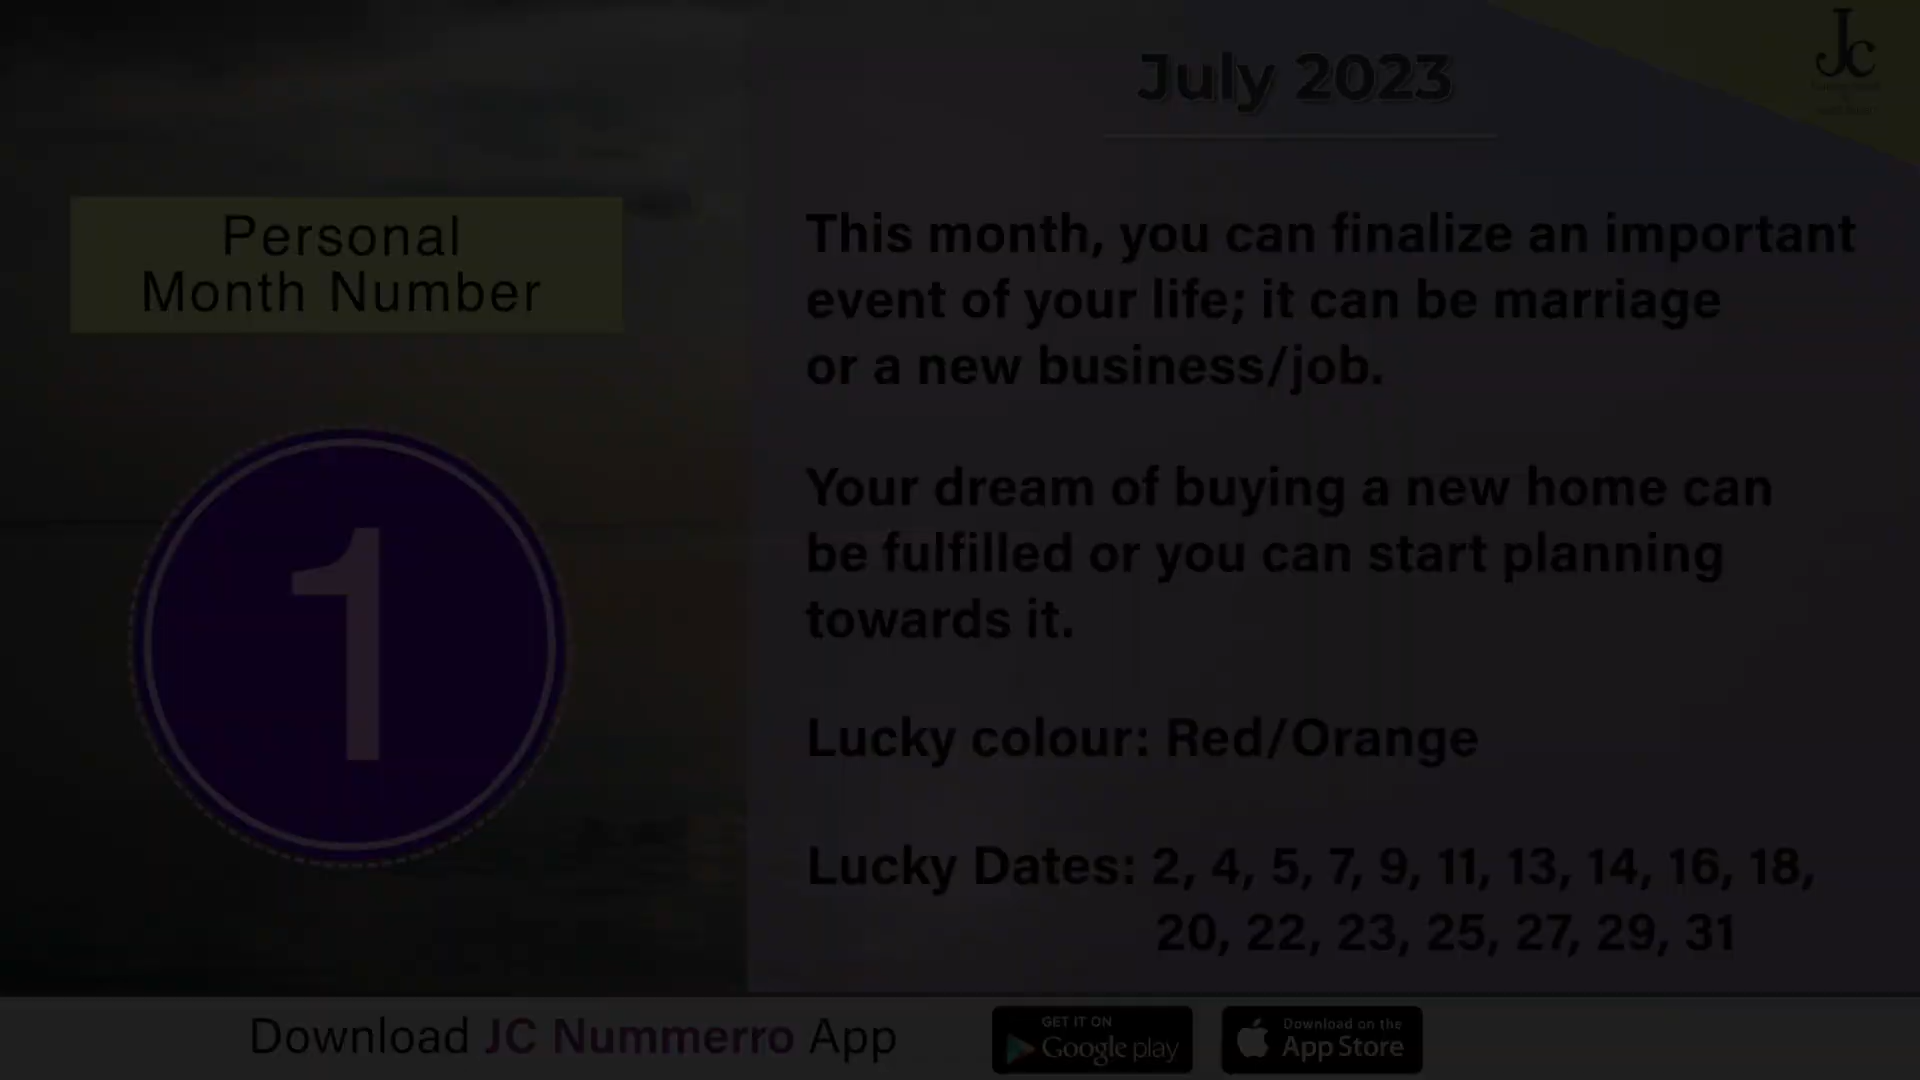 July 2023
Jc
Personal
Month Number
1
This month, you can finalize an important
event of your life; it can be marriage
or a new business/job.
Your dream of buying a new home can
be fulfilled or you can start planning
towards it.
Lucky colour: Red/Orange
Lucky Dates: 2, 4, 5, 7, 9, 11, 13, 14, 16, 18,
20, 22, 23, 25, 27, 29, 31
Download JC Nummerro App
GET IT ON
Google play
Download on the
App Store